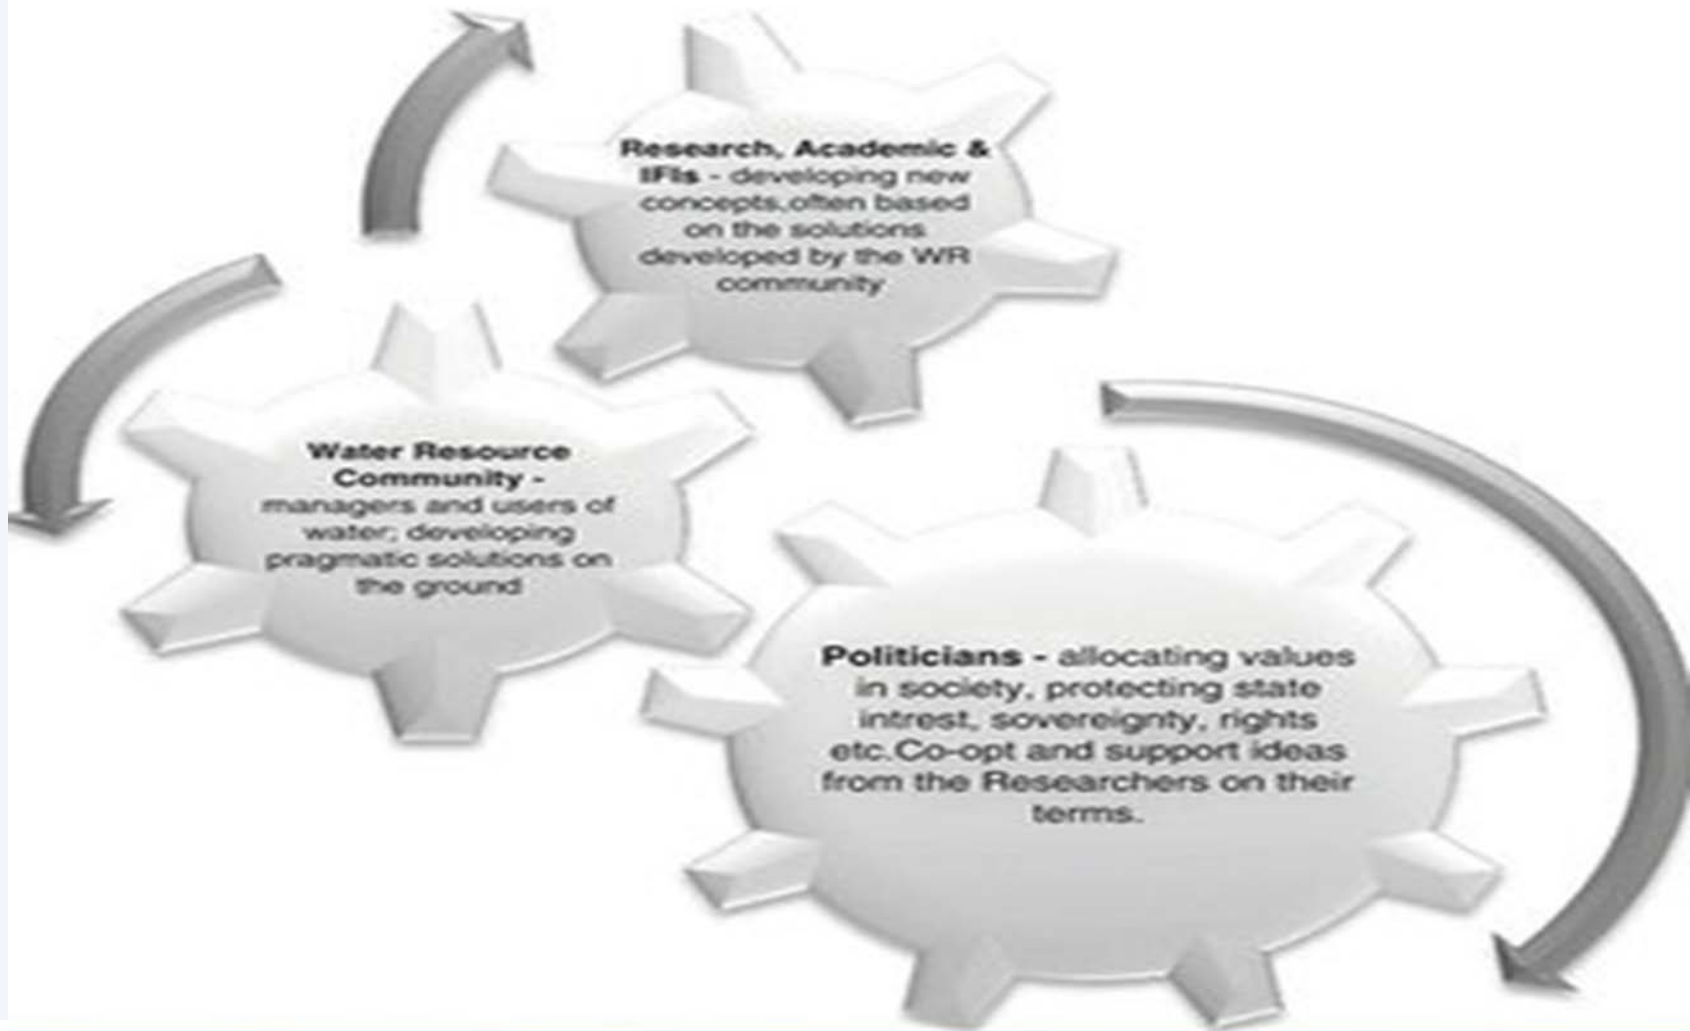 Research, Academic &
IFIs - developing new
concepts,often based
on the solutions
developed by the WR
community
Water Resource
Community -
managers and users of
water; developing
pragmatic solutions on
the ground
Politicians - allocating values
in society, protecting state
intrest, sovereignty, rights
etc.Co-opt and support ideas
from the Researchers on their
terms.